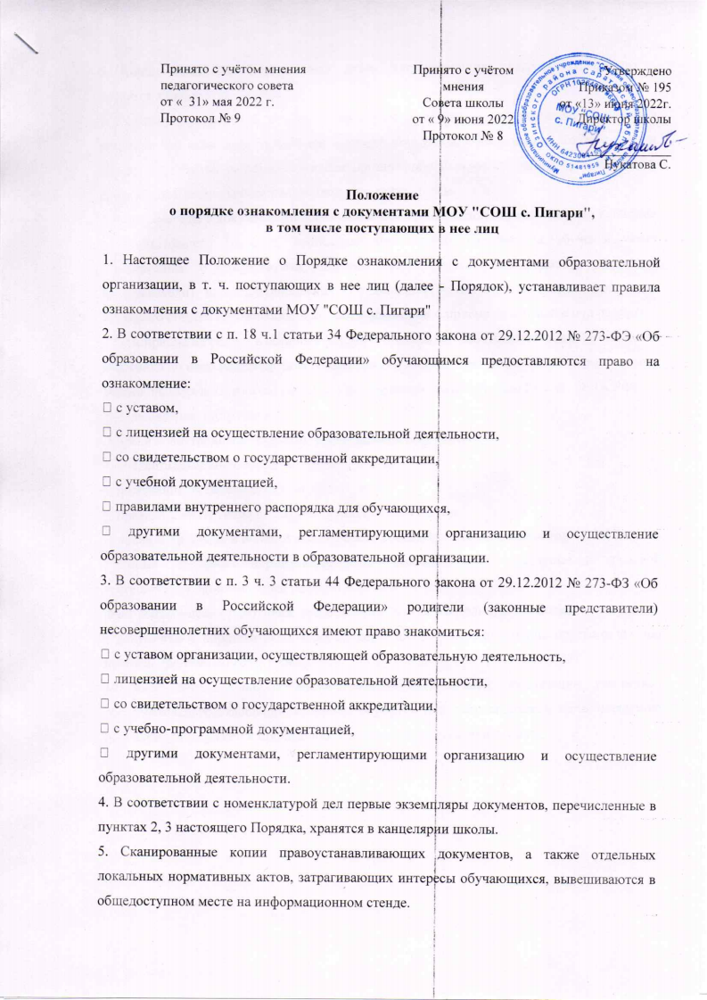 Принято с учётом мнения
педагогического совета
от « 31» мая 2022 г.
Протокол № 9
Принято с учётом
мнения
Совета школы
от « 9» июня 2022
Протокол № 8
Утверждено
Приказом № 195
от «13» июня 2022г.
Директор школы
Цукатова С.
МОУ "СОШ
с. Пигари"
Положение
о порядке ознакомления с документами МОУ "СОШ с. Пигари",
в том числе поступающих в нее лиц
1. Настоящее Положение о Порядке ознакомления с документами образовательной
организации, в т. ч. поступающих в нее лиц (далее - Порядок), устанавливает правила
ознакомления с документами МОУ "СОШ с. Пигари"
2. В соответствии с п. 18 ч.1 статьи 34 Федерального закона от 29.12.2012 № 273-ФЭ «Об
образовании в Российской Федерации» обучающимся предоставляются право на
ознакомление:
 с уставом,
 с лицензией на осуществление образовательной деятельности,
 со свидетельством о государственной аккредитации,
 с учебной документацией,
 правилами внутреннего распорядка для обучающихся,
 другими документами, регламентирующими организацию и осуществление
образовательной деятельности в образовательной организации.
3. В соответствии с п. 3 ч. 3 статьи 44 Федерального закона от 29.12.2012 № 273-ФЗ «Об
образовании в Российской Федерации» родители (законные представители)
несовершеннолетних обучающихся имеют право знакомиться:
 с уставом организации, осуществляющей образовательную деятельность,
 лицензией на осуществление образовательной деятельности,
 со свидетельством о государственной аккредитации,
 с учебно-программной документацией,
 другими документами, регламентирующими организацию и осуществление
образовательной деятельности.
4. В соответствии с номенклатурой дел первые экземпляры документов, перечисленные в
пунктах 2, 3 настоящего Порядка, хранятся в канцелярии школы.
5. Сканированные копии правоустанавливающих документов, а также отдельных
локальных нормативных актов, затрагивающих интересы обучающихся, вывешиваются в
общедоступном месте на информационном стенде.